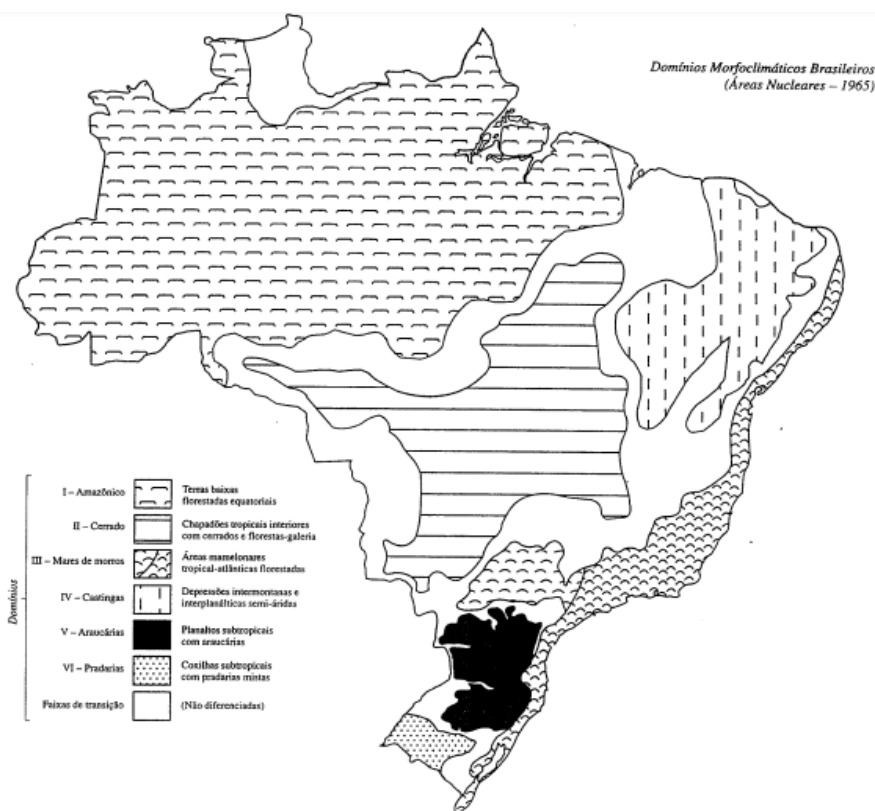 Domínios Morfoclimáticos Brasileiros
(Áreas Nucleares – 1965)
Domínios
I – Amazônico
Terras baixas
florestadas equatoriais
II – Cerrado
Chapadões tropicais interiores
com cerrados e florestas-galeria
III – Mares de morros
Áreas mamelonares
tropical-atlânticas florestadas
IV – Caatingas
Depressões intermontanas e
interplanálticas semi-áridas
V – Araucárias
Planaltos subtropicais
com araucárias
VI – Pradarias
Coxilhas subtropicais
com pradarias mistas
Faixas de transição
(Não diferenciadas)